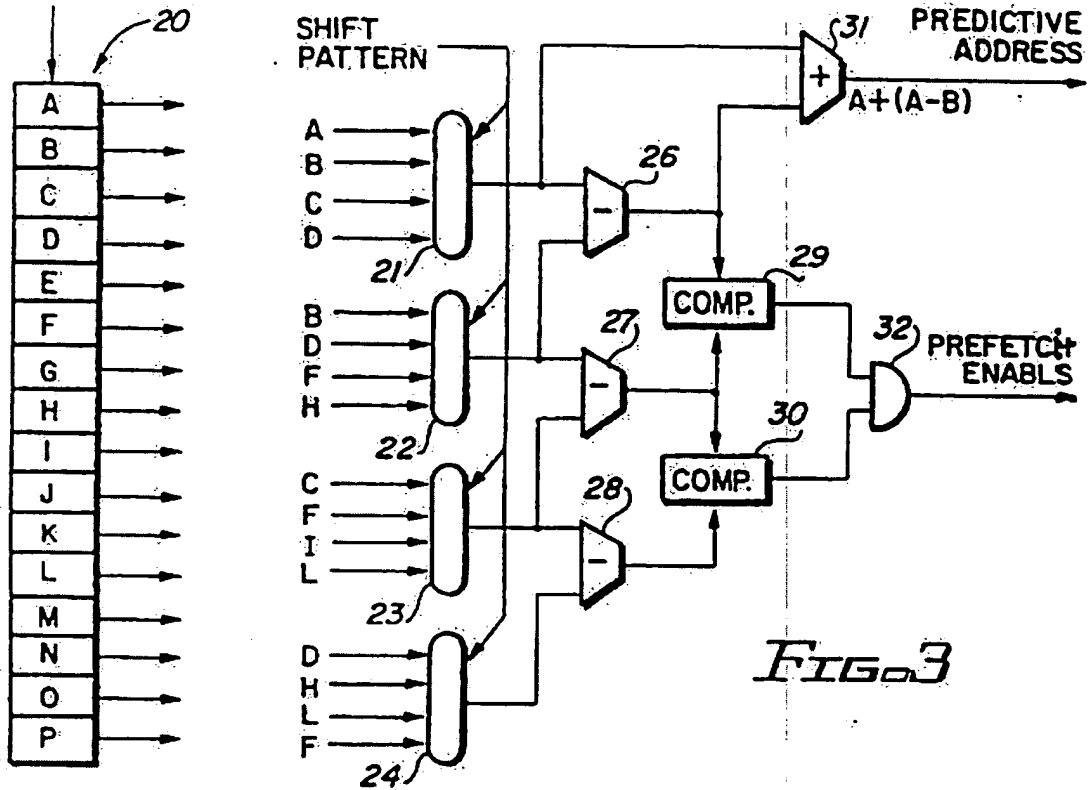 20
A
B
C
D
E
F
G
H
I
J
K
L
M
N
O
P
SHIFT
PATTERN
A
B
C
D
21
B
D
F
H
22
C
F
I
L
23
D
H
L
F
24
26
-
27
-
28
-
29
COMP.
30
COMP.
31
+
A+(A-B)
PREDICTIVE
ADDRESS
32
PREFETCH
ENABLS
FIG. 3